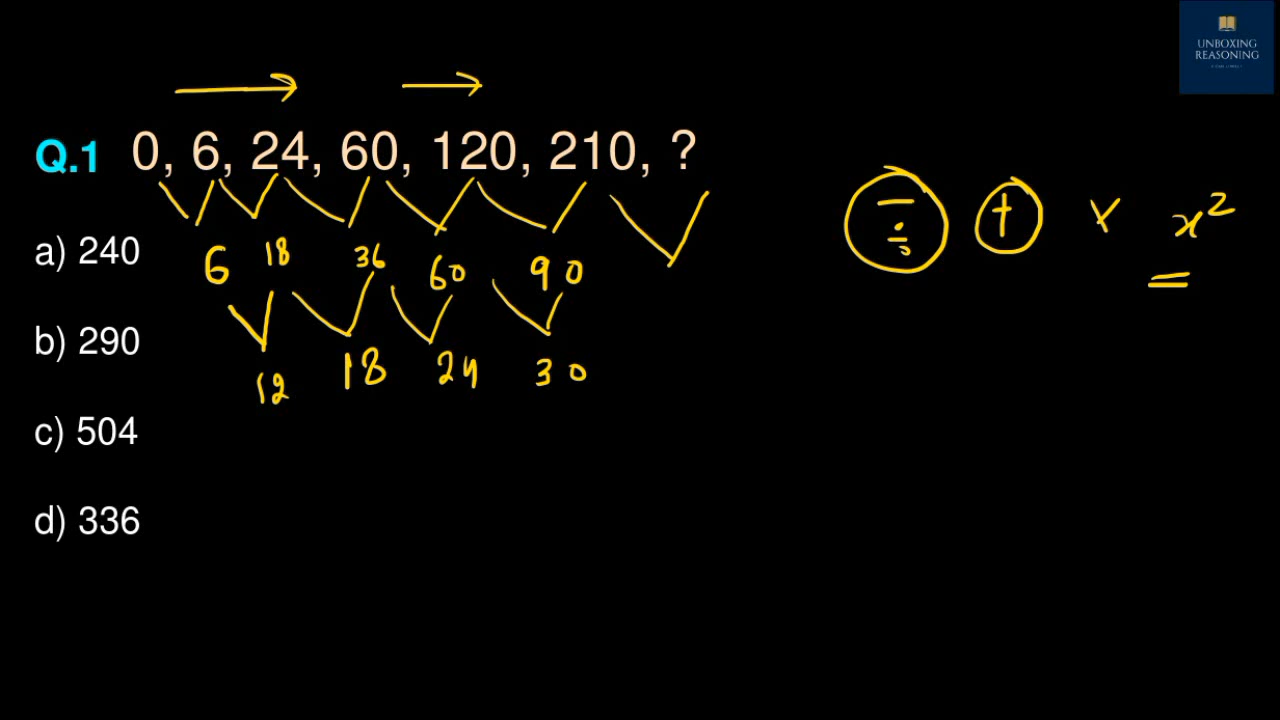 UNBOXING
REASONING
Q.1 0, 6, 24, 60, 120, 210, ?
− ÷ + × x²
a) 240
6 18 36 60 90
b) 290
12 18 24 30
c) 504
d) 336